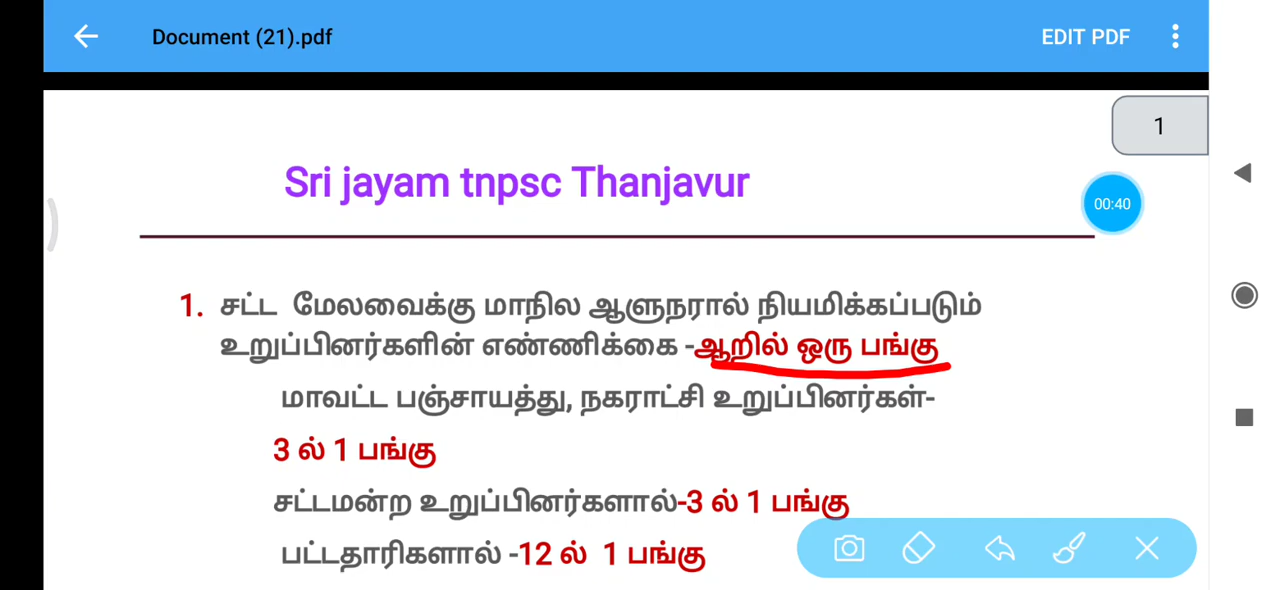 Document (21).pdf
EDIT PDF
1
Sri jayam tnpsc Thanjavur
00:40
1. சட்ட மேலவைக்கு மாநில ஆளுநரால் நியமிக்கப்படும்
உறுப்பினர்களின் எண்ணிக்கை -ஆறில் ஒரு பங்கு
மாவட்ட பஞ்சாயத்து, நகராட்சி உறுப்பினர்கள்-
3 ல் 1 பங்கு
சட்டமன்ற உறுப்பினர்களால்-3 ல் 1 பங்கு
பட்டதாரிகளால் -12 ல் 1 பங்கு